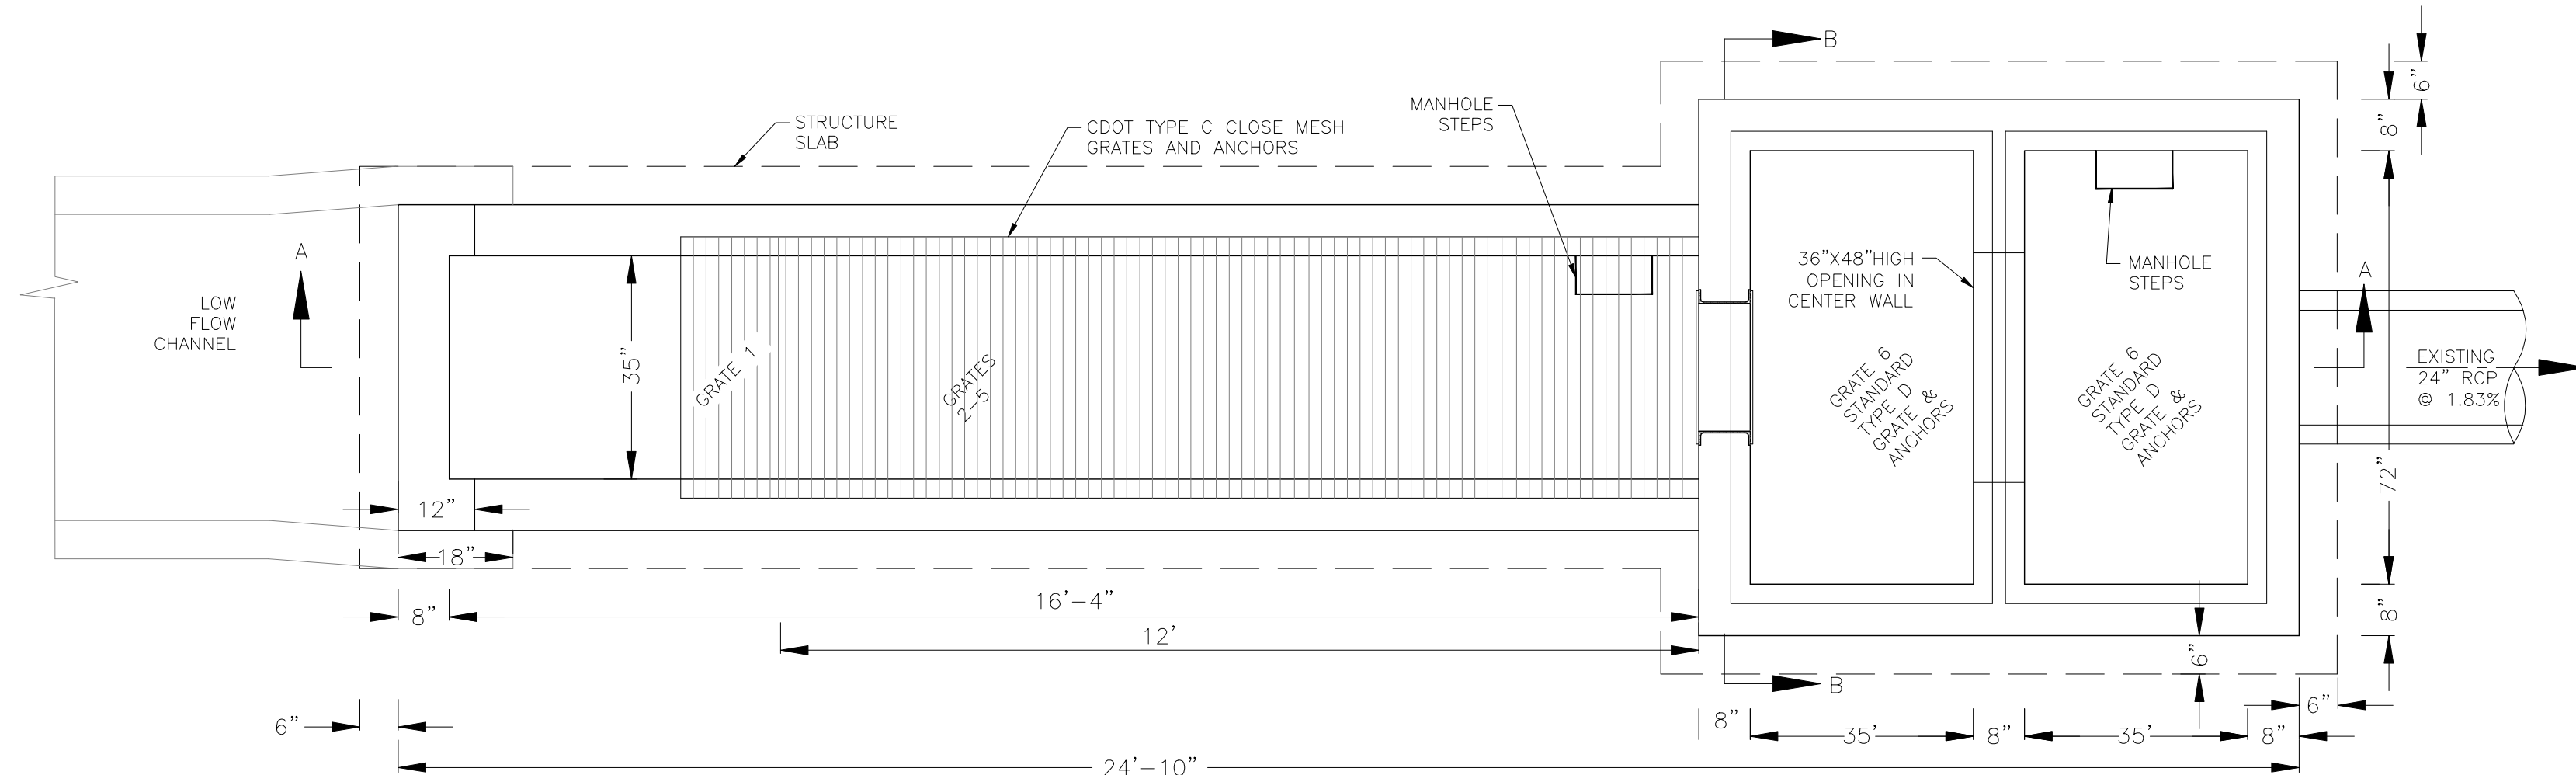 B
6"
8"
MANHOLE
STEPS
STRUCTURE
SLAB
CDOT TYPE C CLOSE MESH
GRATES AND ANCHORS
A
LOW
FLOW
CHANNEL
35"
GRATE 1
GRATES
2-5
36"X48"HIGH
OPENING IN
CENTER WALL
MANHOLE
STEPS
A
GRATE 6
STANDARD
TYPE D
GRATE &
ANCHORS
GRATE 6
STANDARD
TYPE D
GRATE &
ANCHORS
EXISTING
24" RCP
@ 1.83%
72"
12"
18"
8"
16'-4"
12'
8"
6"
B
6"
6"
8"
35'
8"
35'
8"
24'-10"